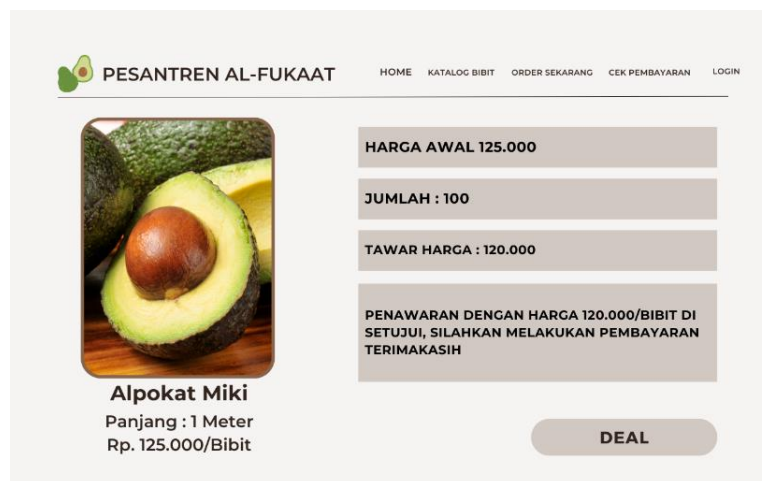 PESANTREN AL-FUKAAT
HOME KATALOG BIBIT ORDER SEKARANG CEK PEMBAYARAN LOGIN
HARGA AWAL 125.000
JUMLAH : 100
TAWAR HARGA : 120.000
PENAWARAN DENGAN HARGA 120.000/BIBIT DI
SETUJUI, SILAHKAN MELAKUKAN PEMBAYARAN
TERIMAKASIH
Alpokat Miki
Panjang : 1 Meter
Rp. 125.000/Bibit
DEAL